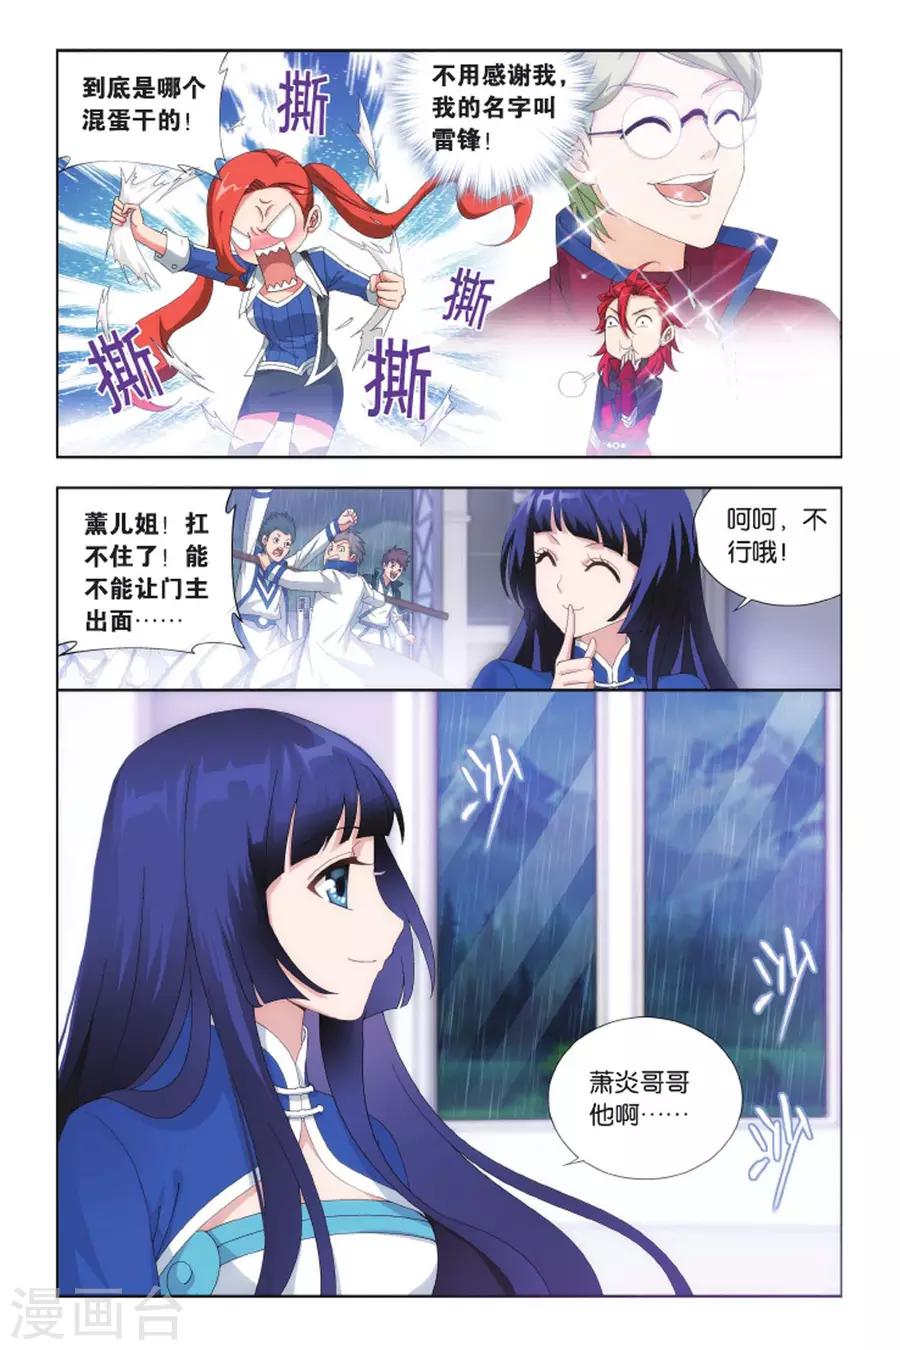 到底是哪个
混蛋干的！
撕
不用感谢我，
我的名字叫
雷锋！
撕
撕
撕
薰儿姐！扛
不住了！能
不能让门主
出面……
呵呵，不
行哦！
沙
沙
沙
沙
萧炎哥哥
他啊……
漫画台